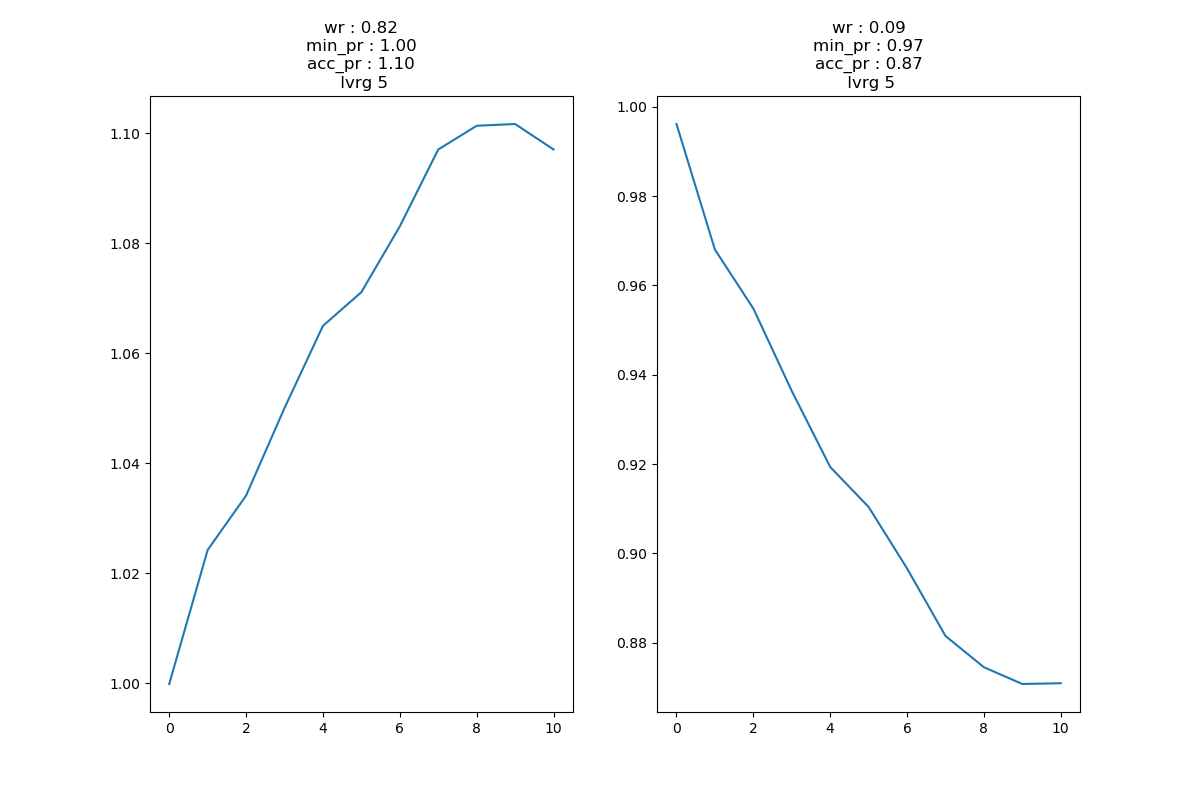 wr : 0.82
min_pr : 1.00
acc_pr : 1.10
lvrg 5
1.10
1.08
1.06
1.04
1.02
1.00
0 2 4 6 8 10
wr : 0.09
min_pr : 0.97
acc_pr : 0.87
lvrg 5
1.00
0.98
0.96
0.94
0.92
0.90
0.88
0 2 4 6 8 10